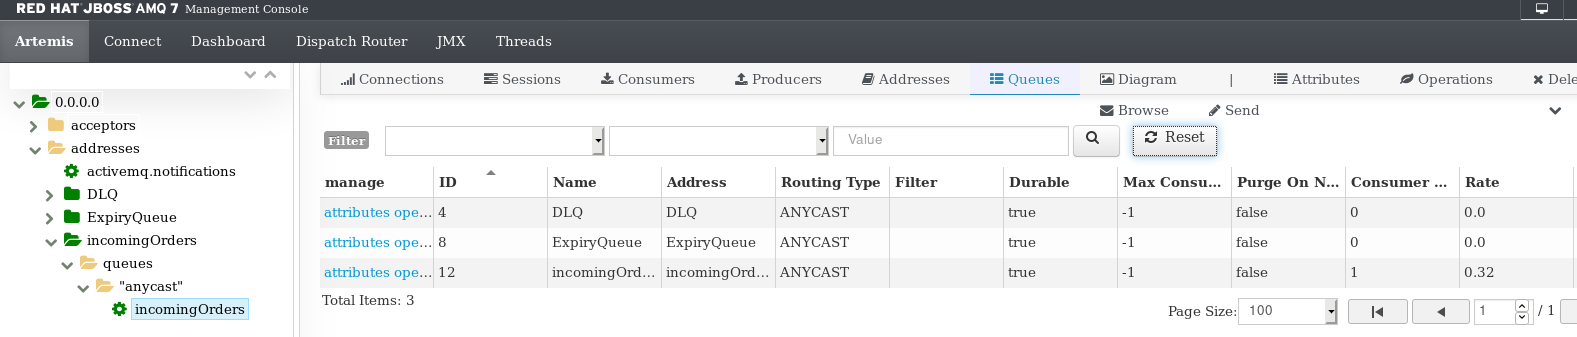 RED HAT JBOSS AMQ 7 Management Console
Artemis Connect Dashboard Dispatch Router JMX Threads
Connections Sessions Consumers Producers Addresses Queues Diagram | Attributes Operations Dele
Browse Send
0.0.0.0
acceptors
addresses
activemq.notifications
DLQ
ExpiryQueue
incomingOrders
queues
"anycast"
incomingOrders
Filter Value Reset
manage ID Name Address Routing Type Filter Durable Max Consu... Purge On N... Consumer ... Rate
attributes ope... 4 DLQ DLQ ANYCAST true -1 false 0 0.0
attributes ope... 8 ExpiryQueue ExpiryQueue ANYCAST true -1 false 0 0.0
attributes ope... 12 incomingOrd... incomingOrd... ANYCAST true -1 false 1 0.32
Total Items: 3
Page Size: 100 1 / 1